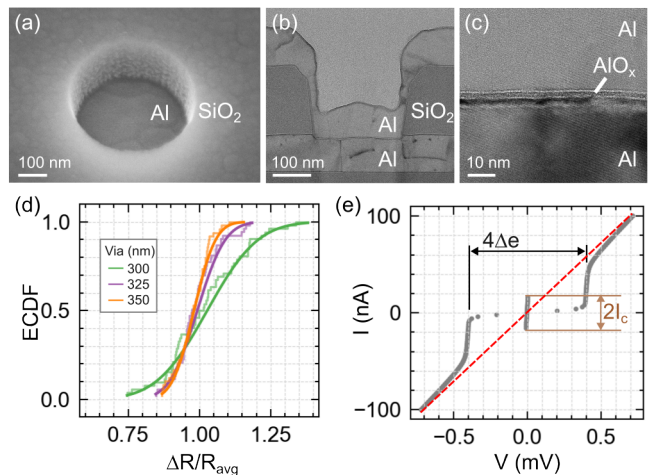 (a)
Al
SiO₂
100 nm
(b)
SiO₂
Al
Al
100 nm
(c)
Al
AlOₓ
Al
10 nm
(d)
ECDF
1.0
0.5
0.0
Via (nm)
300
325
350
0.75 1.00 1.25
ΔR/Rₐᵥg
(e)
I (nA)
100
0
−100
4Δe
2I_c
−0.5 0.0 0.5
V (mV)